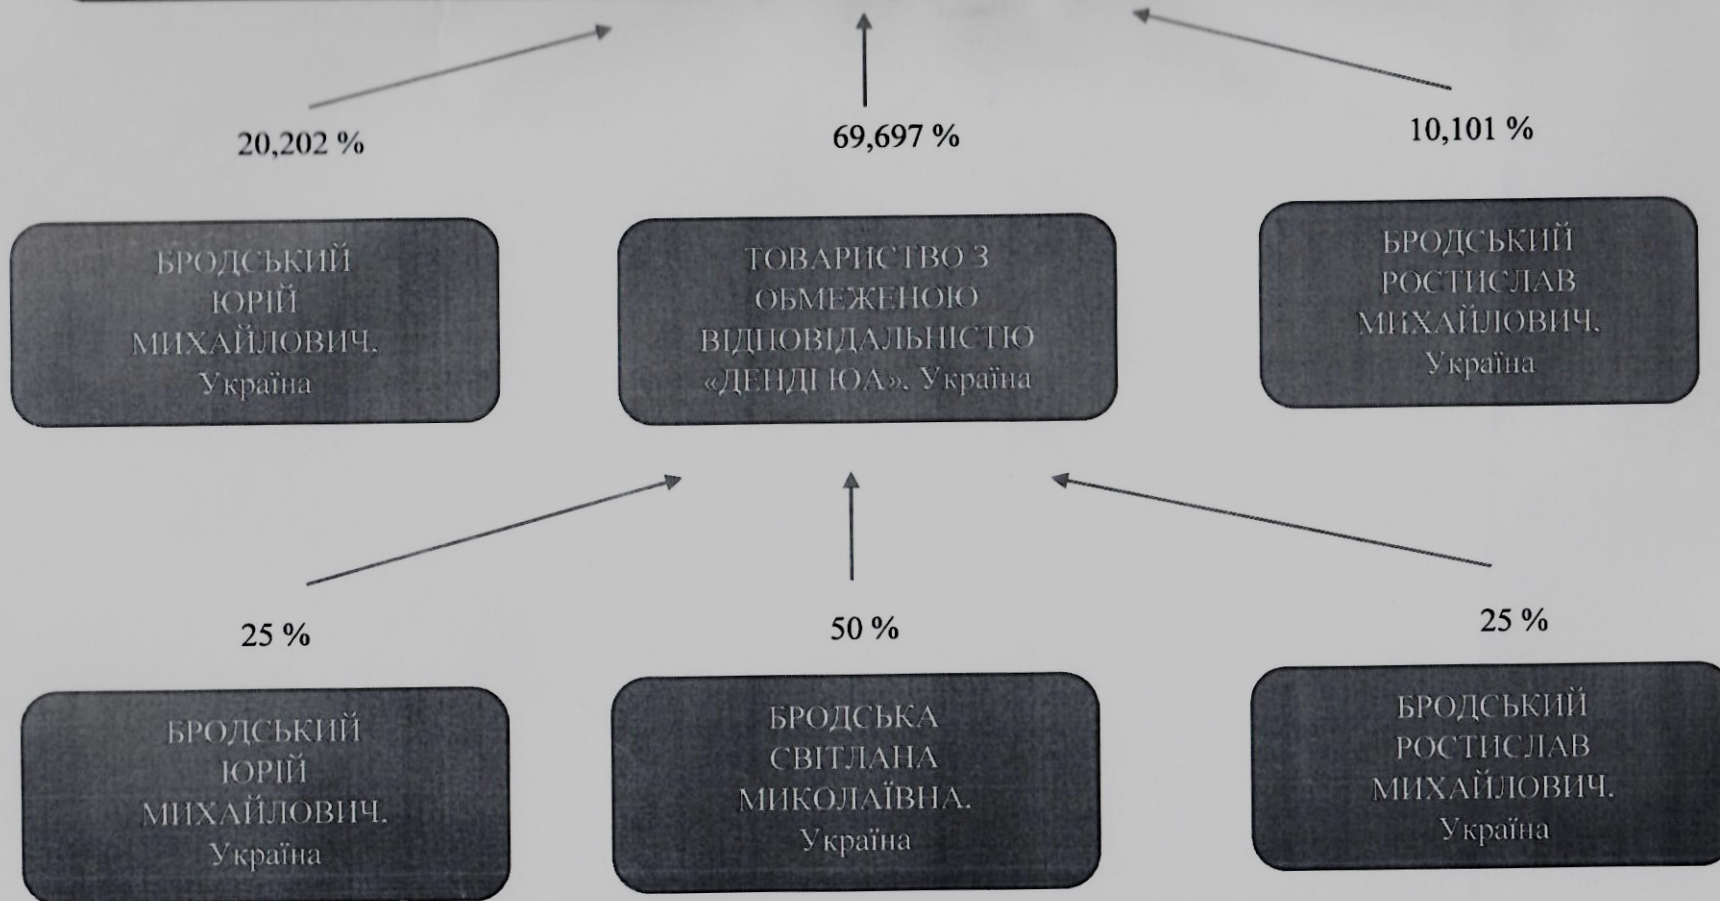 20,202 %
69,697 %
10,101 %
БРОДСЬКИЙ
ЮРІЙ
МИХАЙЛОВИЧ.
Україна
ТОВАРИСТВО З
ОБМЕЖЕНОЮ
ВІДПОВІДАЛЬНІСТЮ
«ДЕНДІ ЮА». Україна
БРОДСЬКИЙ
РОСТИСЛАВ
МИХАЙЛОВИЧ.
Україна
25 %
50 %
25 %
БРОДСЬКИЙ
ЮРІЙ
МИХАЙЛОВИЧ.
Україна
БРОДСЬКА
СВІТЛАНА
МИКОЛАЇВНА.
Україна
БРОДСЬКИЙ
РОСТИСЛАВ
МИХАЙЛОВИЧ.
Україна